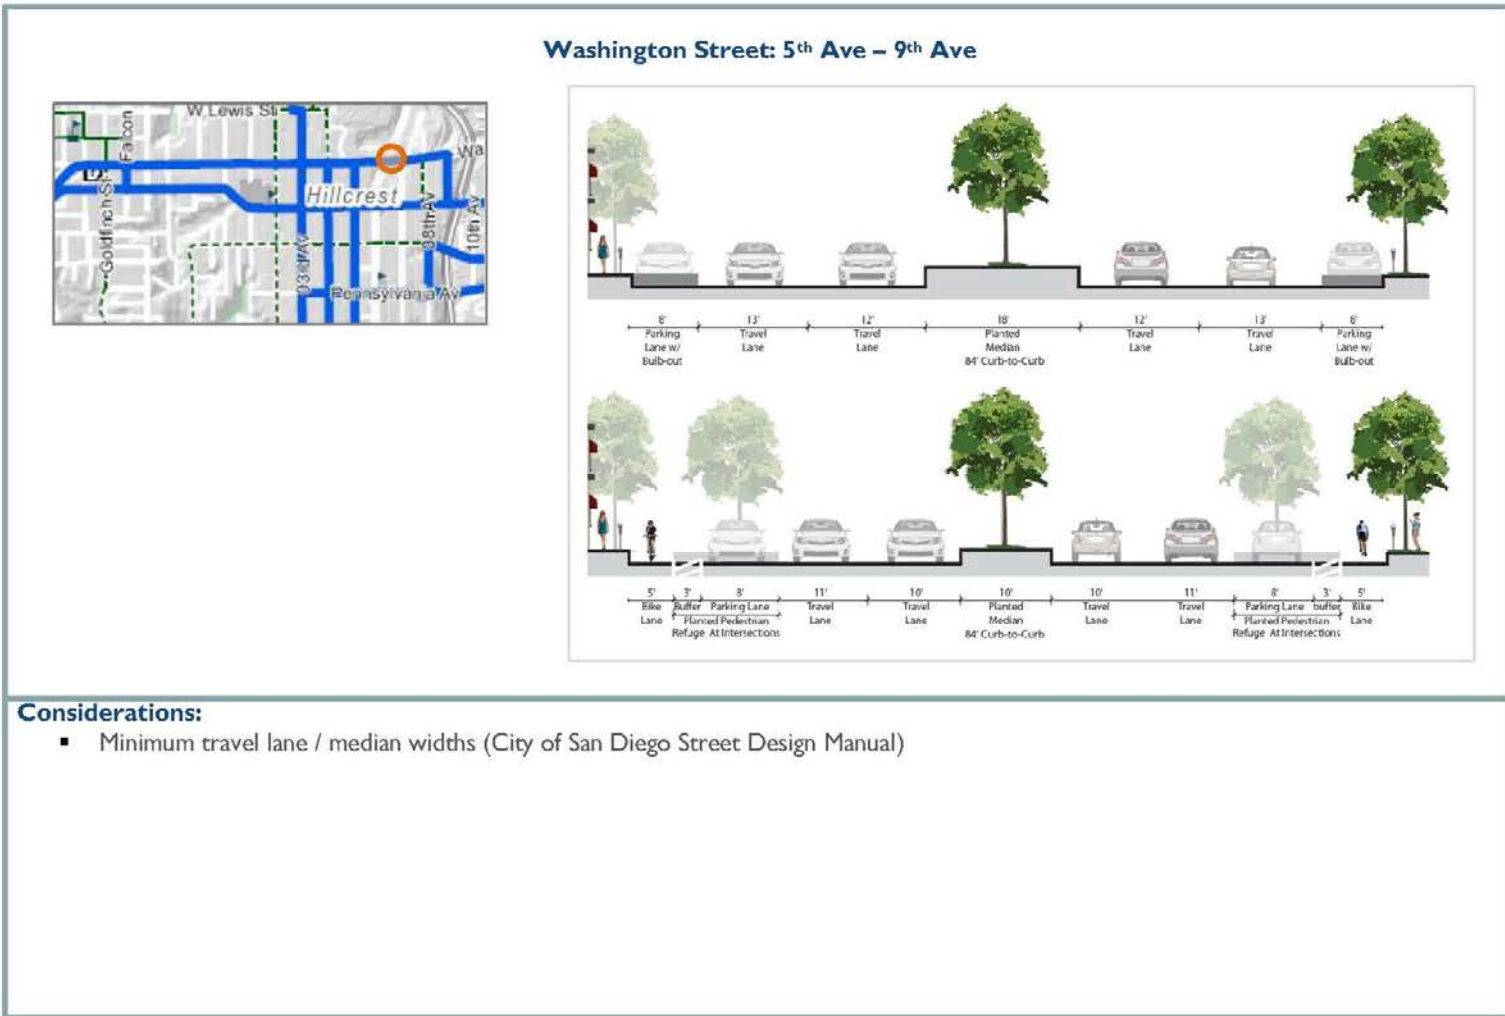 Washington Street: 5th Ave – 9th Ave
W Lewis St
Falcon
Wa
Goldfinch St
Hillcrest
03rd Av
08th Av
10th Av
Pennsylvania Av
8' 13' 12' 18' 12' 13' 8'
Parking Travel Travel Planted Travel Travel Parking
Lane w/ Lane Lane Median Lane Lane Lane w/
Bulb-out 84' Curb-to-Curb Bulb-out
5' 3' 8' 11' 10' 10' 10' 11' 8' 3' 5'
Bike Buffer Parking Lane Travel Travel Planted Travel Travel Parking Lane buffer Bike
Lane Planted Pedestrian Lane Lane Median Lane Lane Planted Pedestrian Lane
Refuge At Intersections 84' Curb-to-Curb Refuge At Intersections
Considerations:
▪ Minimum travel lane / median widths (City of San Diego Street Design Manual)